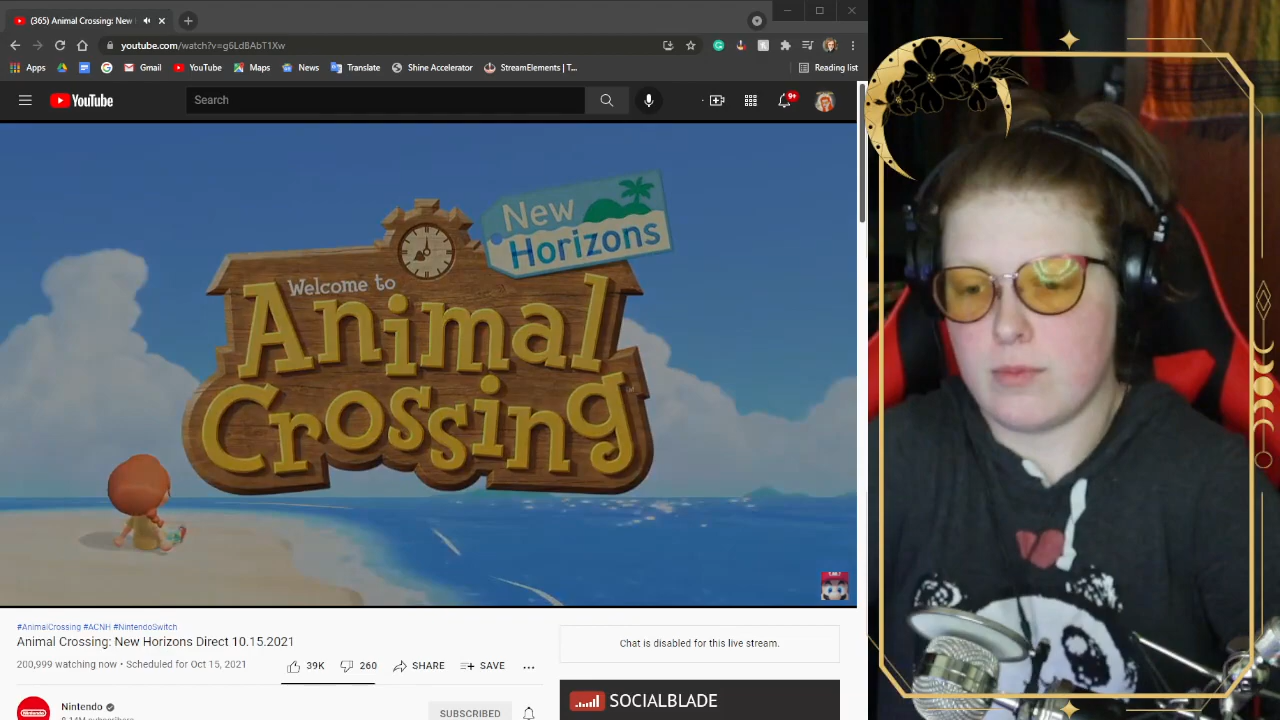 (365) Animal Crossing: New
youtube.com/watch?v=g6LdBAbT1Xw
Apps Gmail YouTube Maps News Translate Shine Accelerator StreamElements | T... Reading list
YouTube
Search
9+
New
Horizons
Welcome to
Animal
Crossing
#AnimalCrossing #ACNH #NintendoSwitch
Animal Crossing: New Horizons Direct 10.15.2021
200,999 watching now • Scheduled for Oct 15, 2021
39K 260 SHARE SAVE
Chat is disabled for this live stream.
SOCIALBLADE
Nintendo
SUBSCRIBED